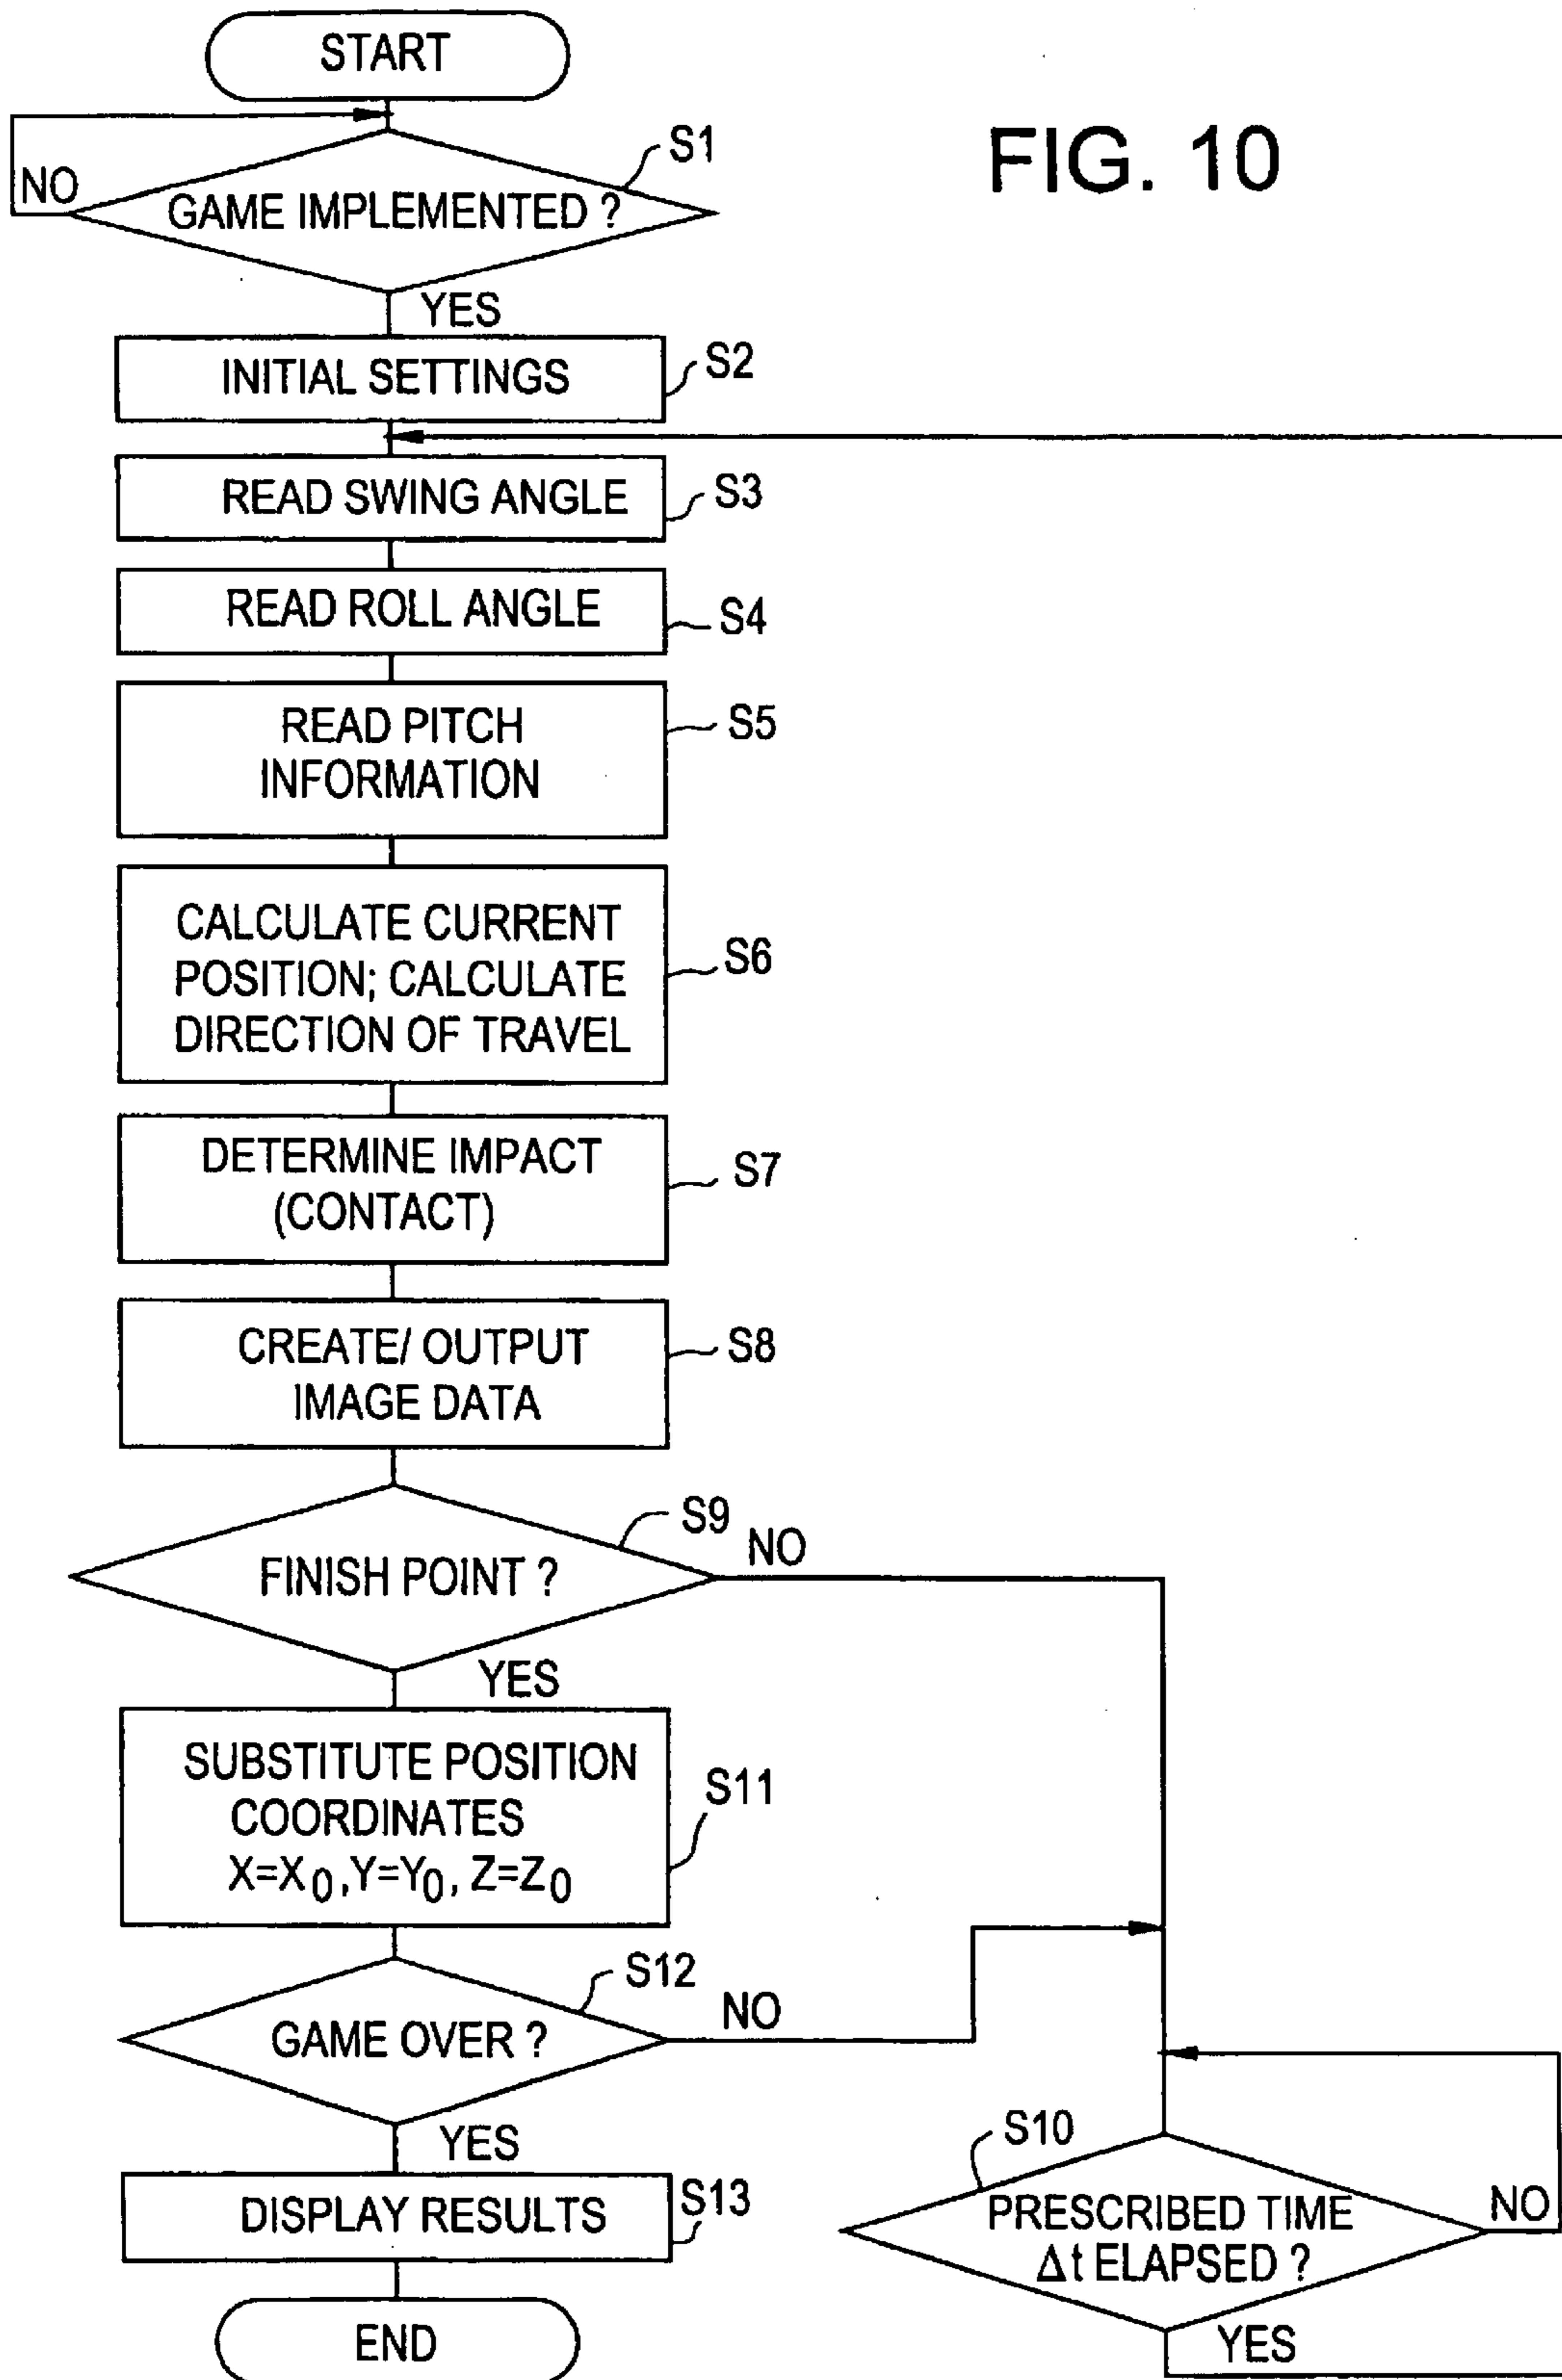 START
FIG. 10
S1
NO
GAME IMPLEMENTED ?
YES
INITIAL SETTINGS
S2
READ SWING ANGLE
S3
READ ROLL ANGLE
S4
READ PITCH
INFORMATION
S5
CALCULATE CURRENT
POSITION; CALCULATE
DIRECTION OF TRAVEL
S6
DETERMINE IMPACT
(CONTACT)
S7
CREATE/ OUTPUT
IMAGE DATA
S8
S9
NO
FINISH POINT ?
YES
SUBSTITUTE POSITION
COORDINATES
X=X0,Y=Y0, Z=Z0
S11
S12
NO
GAME OVER ?
YES
S10
DISPLAY RESULTS
S13
PRESCRIBED TIME
Δt ELAPSED ?
NO
YES
END